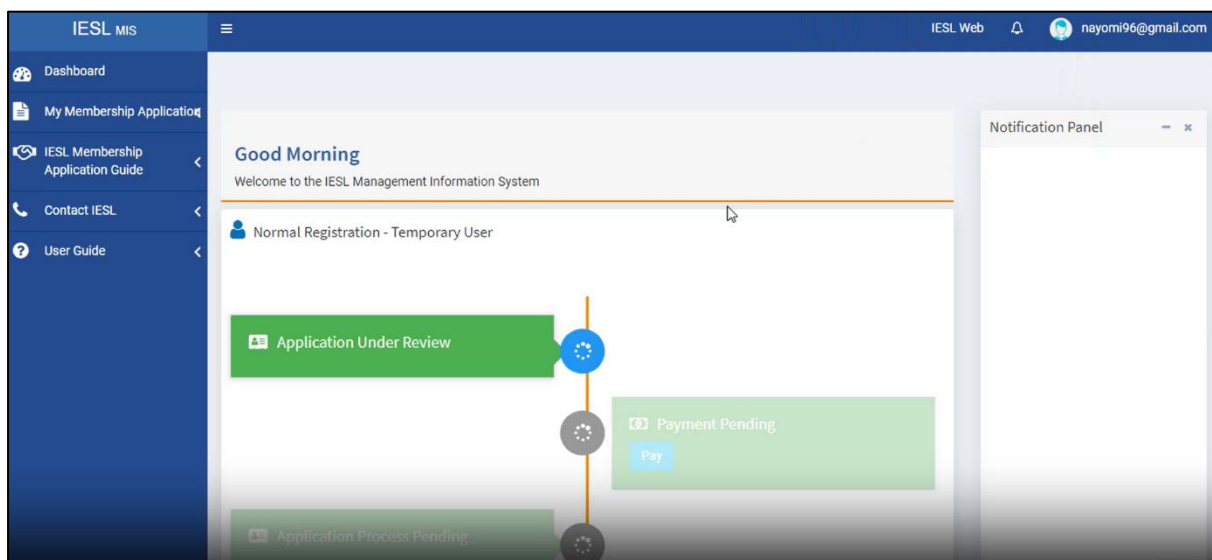 IESL MIS
IESL Web
nayomi96@gmail.com
Dashboard
My Membership Application
IESL Membership
Application Guide
Contact IESL
User Guide
Good Morning
Welcome to the IESL Management Information System
Normal Registration - Temporary User
Application Under Review
Payment Pending
Pay
Application Process Pending
Notification Panel